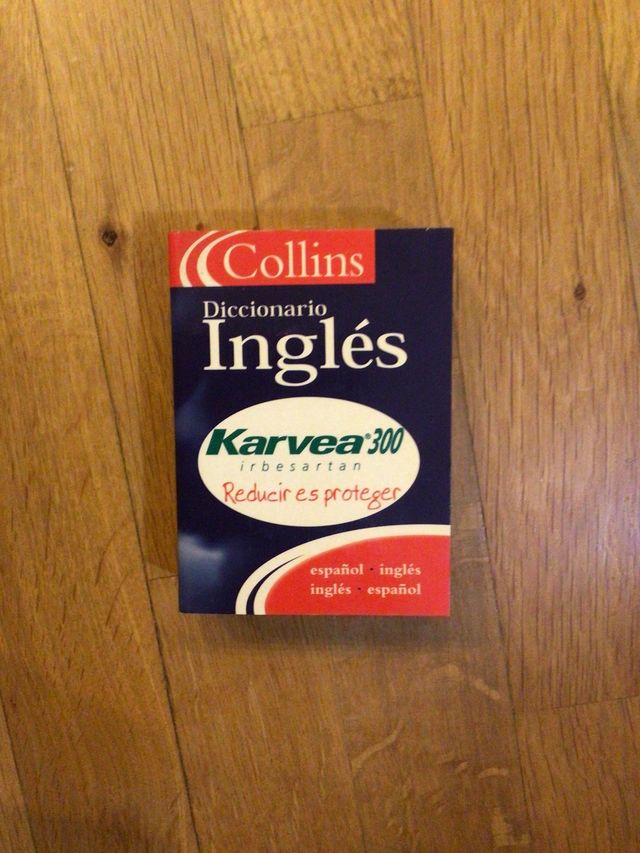 Collins
Diccionario
Inglés
Karvea®300
irbesartan
Reducir es proteger
español · inglés
inglés · español